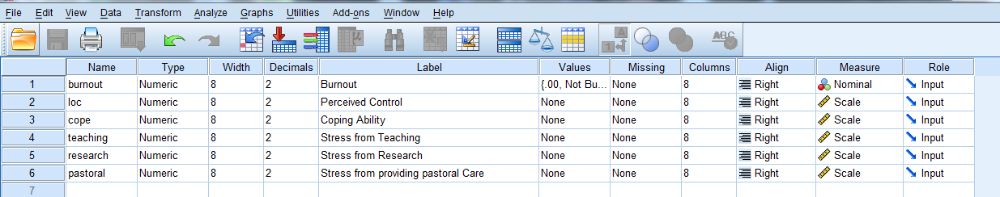 File Edit View Data Transform Analyze Graphs Utilities Add-ons Window Help
A
1
ABC
Name Type Width Decimals Label Values Missing Columns Align Measure Role
1 burnout Numeric 8 2 Burnout {.00, Not Bu... None 8 Right Nominal Input
2 loc Numeric 8 2 Perceived Control None None 8 Right Scale Input
3 cope Numeric 8 2 Coping Ability None None 8 Right Scale Input
4 teaching Numeric 8 2 Stress from Teaching None None 8 Right Scale Input
5 research Numeric 8 2 Stress from Research None None 8 Right Scale Input
6 pastoral Numeric 8 2 Stress from providing pastoral Care None None 8 Right Scale Input
7